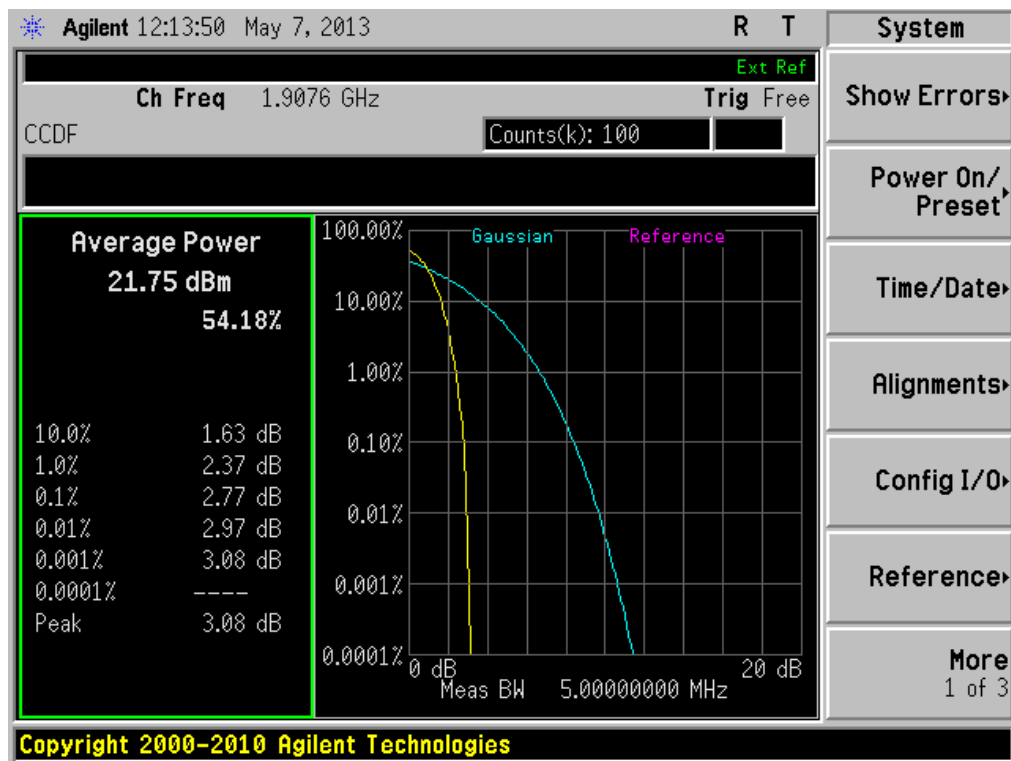 Agilent 12:13:50 May 7, 2013 R T
System
Ext Ref
Ch Freq 1.9076 GHz Trig Free
CCDF
Counts(k): 100
Show Errors
Power On/
Preset
Time/Date
Alignments
Config I/O
Reference
More
1 of 3
Average Power
21.75 dBm
54.18%
10.0% 1.63 dB
1.0% 2.37 dB
0.1% 2.77 dB
0.01% 2.97 dB
0.001% 3.08 dB
0.0001% ----
Peak 3.08 dB
Gaussian Reference
100.00%
10.00%
1.00%
0.10%
0.01%
0.001%
0.0001%
0 dB 20 dB
Meas BW 5.00000000 MHz
Copyright 2000-2010 Agilent Technologies